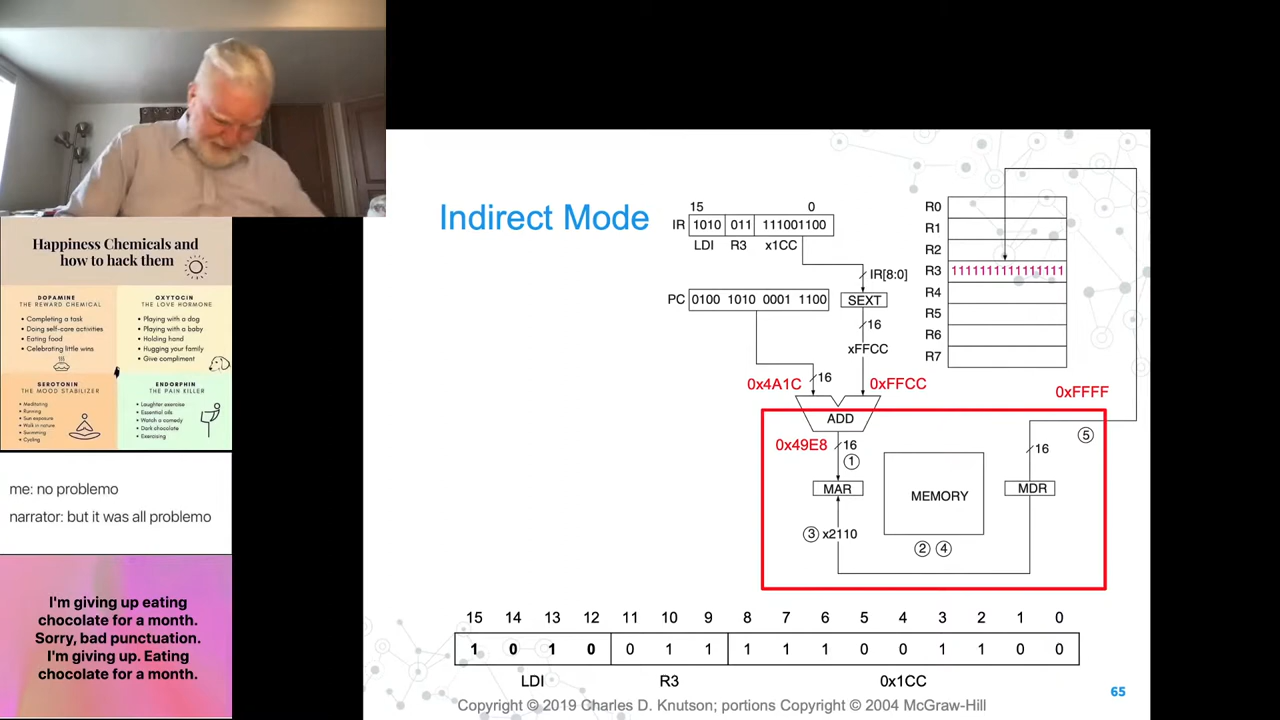 Happiness Chemicals and
how to hack them
DOPAMINE
THE REWARD CHEMICAL
• Completing a task
• Doing self-care activities
• Eating food
• Celebrating little wins
OXYTOCIN
THE LOVE HORMONE
• Playing with a dog
• Playing with a baby
• Holding hand
• Hugging your family
• Give compliment
SEROTONIN
THE MOOD STABILIZER
• Meditating
• Running
• Sun exposure
• Walk in nature
• Swimming
• Cycling
ENDORPHIN
THE PAIN KILLER
• Laughter exercise
• Essential oils
• Watch a comedy
• Dark chocolate
• Exercising
me: no problemo
narrator: but it was all problemo
I'm giving up eating
chocolate for a month.
Sorry, bad punctuation.
I'm giving up. Eating
chocolate for a month.
Indirect Mode
15 0
IR 1010 011 111001100
LDI R3 x1CC
IR[8:0]
PC 0100 1010 0001 1100
SEXT
16
xFFCC
0x4A1C 16 0xFFCC
ADD
0x49E8 16
1
MAR
3 x2110
MEMORY
2 4
MDR
16
5
0xFFFF
R0
R1
R2
R3 1111111111111111
R4
R5
R6
R7
15 14 13 12 11 10 9 8 7 6 5 4 3 2 1 0
1 0 1 0 0 1 1 1 1 1 0 0 1 1 0 0
LDI R3 0x1CC
Copyright © 2019 Charles D. Knutson; portions Copyright © 2004 McGraw-Hill
65